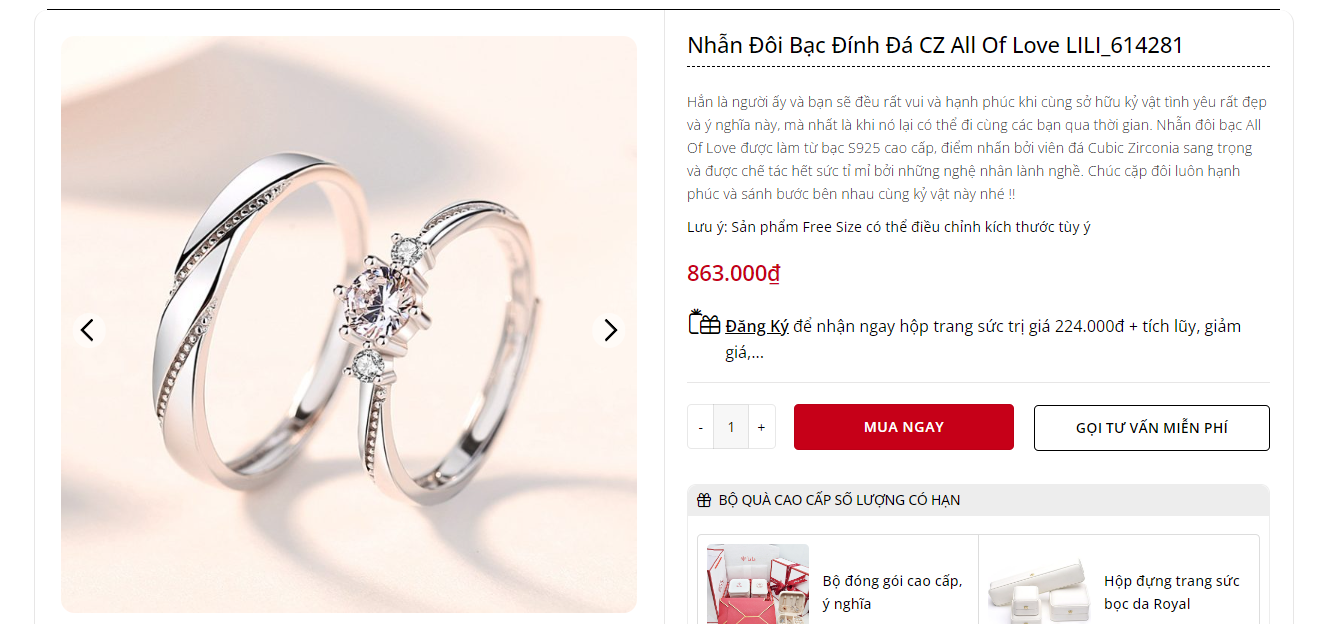 Nhẫn Đôi Bạc Đính Đá CZ All Of Love LILI_614281
Hẳn là người ấy và bạn sẽ đều rất vui và hạnh phúc khi cùng sở hữu kỷ vật tình yêu rất đẹp
và ý nghĩa này, mà nhất là khi nó lại có thể đi cùng các bạn qua thời gian. Nhẫn đôi bạc All
Of Love được làm từ bạc S925 cao cấp, điểm nhấn bởi viên đá Cubic Zirconia sang trọng
và được chế tác hết sức tỉ mỉ bởi những nghệ nhân lành nghề. Chúc cặp đôi luôn hạnh
phúc và sánh bước bên nhau cùng kỷ vật này nhé !!
Lưu ý: Sản phẩm Free Size có thể điều chỉnh kích thước tùy ý
863.000₫
Đăng Ký để nhận ngay hộp trang sức trị giá 224.000đ + tích lũy, giảm
giá,...
- 1 + MUA NGAY GỌI TƯ VẤN MIỄN PHÍ
BỘ QUÀ CAO CẤP SỐ LƯỢNG CÓ HẠN
Bộ đóng gói cao cấp,
ý nghĩa
Hộp đựng trang sức
bọc da Royal